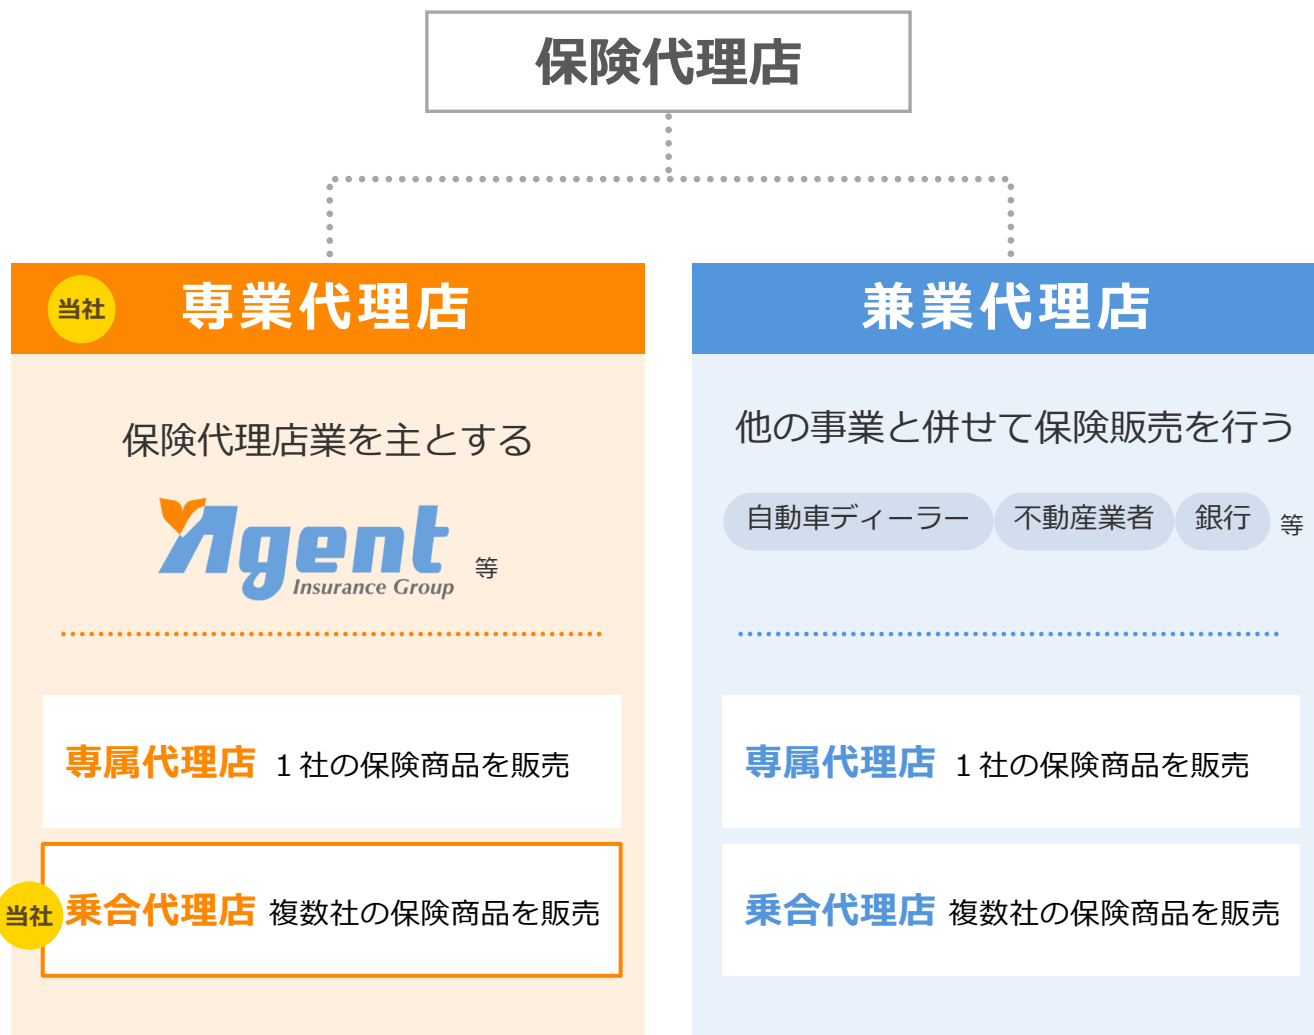 保険代理店
当社
専業代理店
保険代理店業を主とする
Agent
Insurance Group
等
専属代理店 １社の保険商品を販売
当社
乗合代理店 複数社の保険商品を販売
兼業代理店
他の事業と併せて保険販売を行う
自動車ディーラー 不動産業者 銀行 等
専属代理店 １社の保険商品を販売
乗合代理店 複数社の保険商品を販売